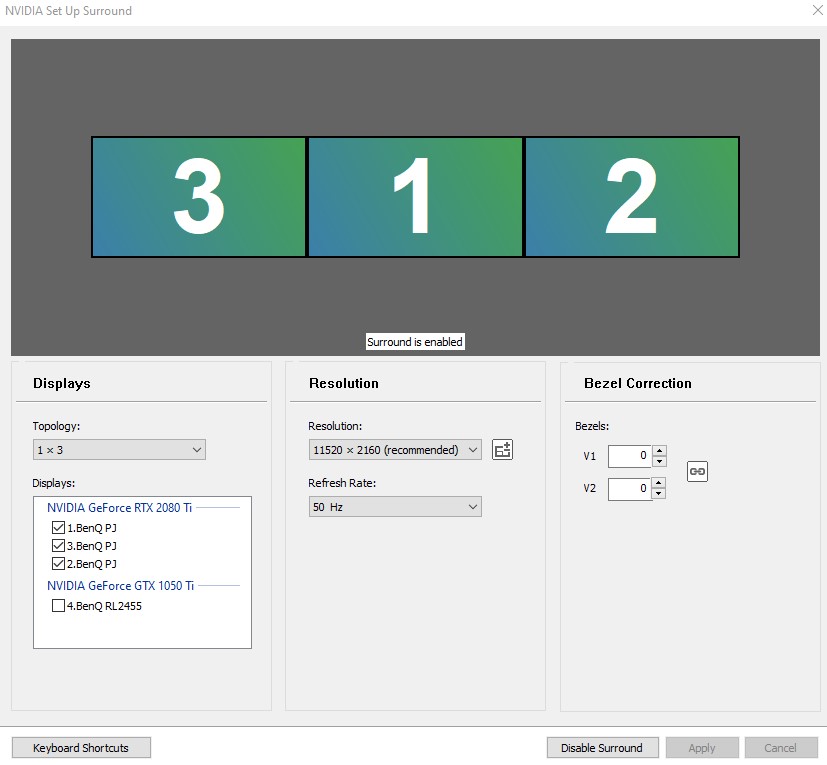 NVIDIA Set Up Surround
3 1 2
Surround is enabled
Displays
Topology:
1 × 3
Displays:
NVIDIA GeForce RTX 2080 Ti
1.BenQ PJ
3.BenQ PJ
2.BenQ PJ
NVIDIA GeForce GTX 1050 Ti
4.BenQ RL2455
Resolution
Resolution:
11520 × 2160 (recommended)
Refresh Rate:
50 Hz
Bezel Correction
Bezels:
V1 0
V2 0
Keyboard Shortcuts
Disable Surround
Apply
Cancel